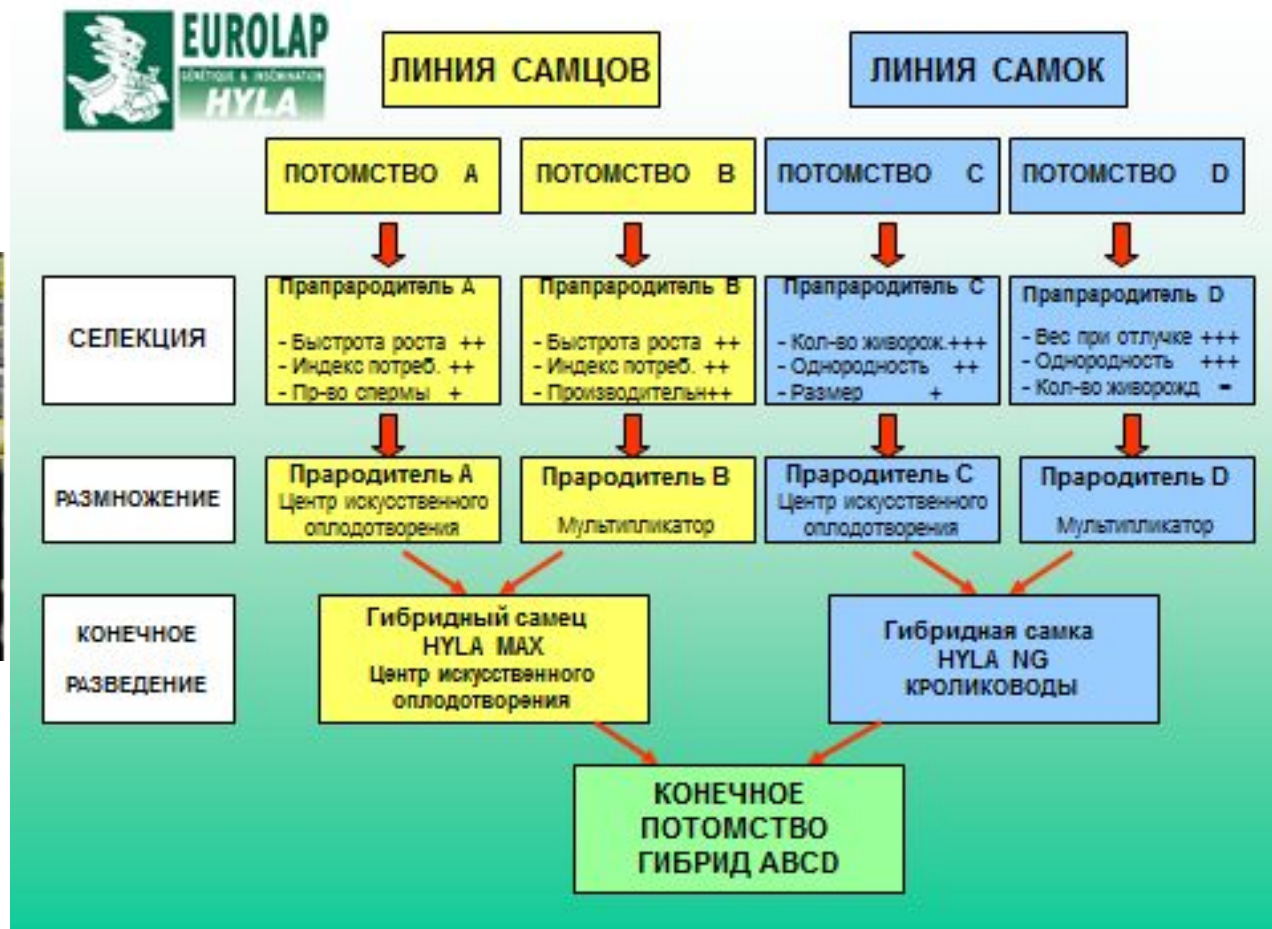 EUROLAP
GÉNÉTIQUE & INSÉMINATION
HYLA
ЛИНИЯ САМЦОВ
ЛИНИЯ САМОК
ПОТОМСТВО А
ПОТОМСТВО В
ПОТОМСТВО С
ПОТОМСТВО D
СЕЛЕКЦИЯ
Прапрародитель А
- Быстрота роста ++
- Индекс потреб. ++
- Пр-во спермы +
Прапрародитель В
- Быстрота роста ++
- Индекс потреб. ++
- Производительн++
Прапрародитель С
- Кол-во живорож.+++
- Однородность ++
- Размер +
Прапрародитель D
- Вес при отлучке +++
- Однородность +++
- Кол-во живорожд =
РАЗМНОЖЕНИЕ
Прародитель А
Центр искусственного
оплодотворения
Прародитель В
Мультипликатор
Прародитель С
Центр искусственного
оплодотворения
Прародитель D
Мультипликатор
КОНЕЧНОЕ
РАЗВЕДЕНИЕ
Гибридный самец
HYLA MAX
Центр искусственного
оплодотворения
Гибридная самка
HYLA NG
КРОЛИКОВОДЫ
КОНЕЧНОЕ
ПОТОМСТВО
ГИБРИД ABCD